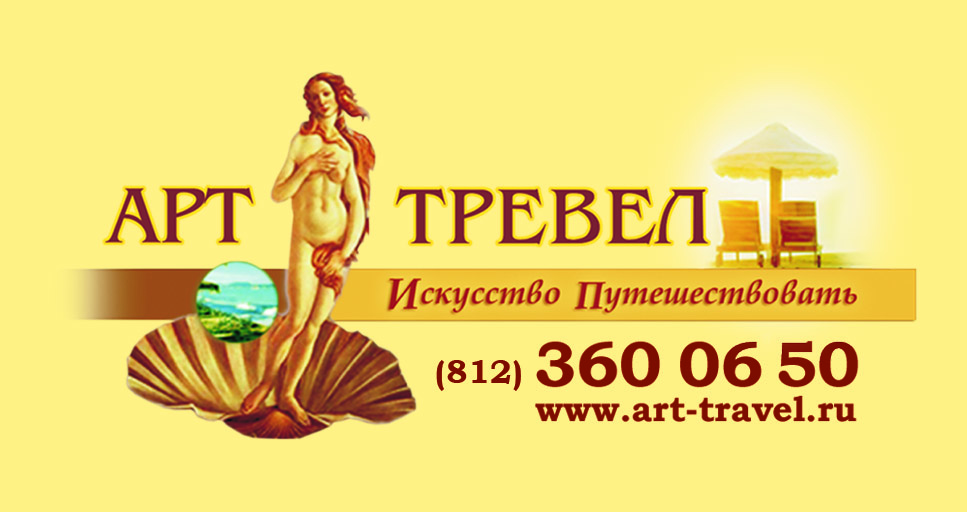 АРТ ТРЕВЕЛ
Искусство Путешествовать
(812) 360 06 50
www.art-travel.ru